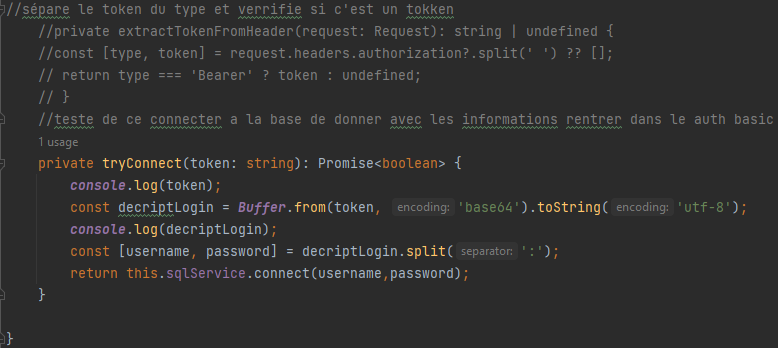 //sépare le token du type et verrifie si c'est un tokken
//private extractTokenFromHeader(request: Request): string | undefined {
//const [type, token] = request.headers.authorization?.split(' ') ?? [];
// return type === 'Bearer' ? token : undefined;
// }
//teste de ce connecter a la base de donner avec les informations rentrer dans le auth basic
1 usage
private tryConnect(token: string): Promise<boolean> {
console.log(token);
const decriptLogin = Buffer.from(token, encoding: 'base64').toString( encoding: 'utf-8');
console.log(decriptLogin);
const [username, password] = decriptLogin.split( separator: ':');
return this.sqlService.connect(username,password);
}
}